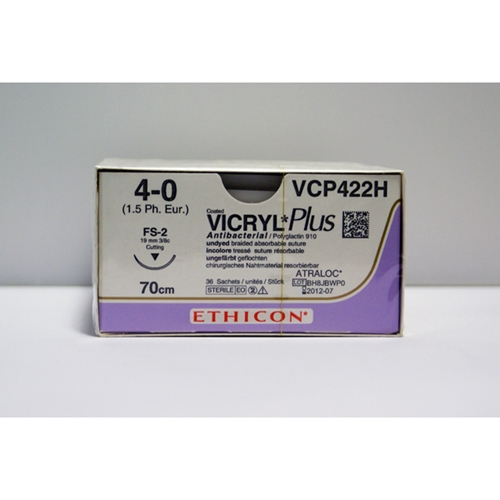 4-0
(1.5 Ph. Eur.)
FS-2
19 mm 3/8c
Cutting
70cm
Coated
VICRYL* Plus
Antibacterial / Polyglactin 910
undyed braided absorbable suture
incolore tressé suture résorbable
ungefärbt geflochten
chirurgisches Nahtmaterial resorbierbar
36 Sachets / unités / Stück
STERILE EO 2
VCP422H
ATRALOC*
LOT BH8JBWP0
2012-07
ETHICON*